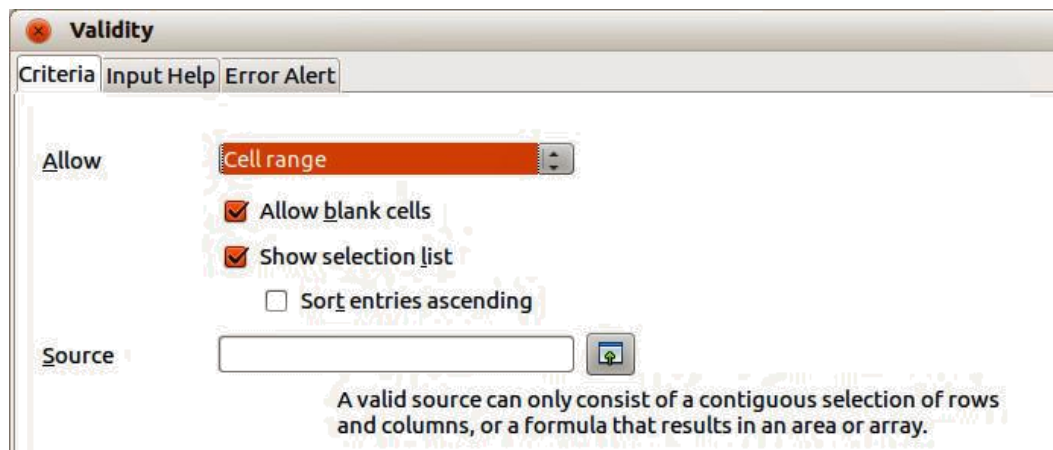 Validity
Criteria Input Help Error Alert
Allow Cell range
Allow blank cells
Show selection list
Sort entries ascending
Source
A valid source can only consist of a contiguous selection of rows
and columns, or a formula that results in an area or array.